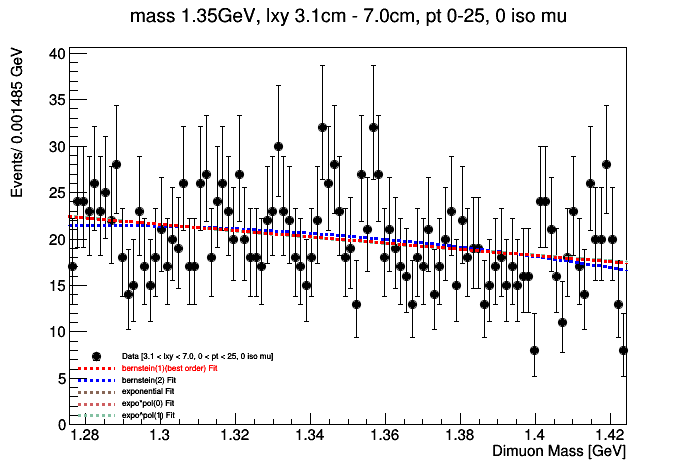 mass 1.35GeV, lxy 3.1cm - 7.0cm, pt 0-25, 0 iso mu
Events/ 0.001485 GeV
40
35
30
25
20
15
10
5
0
Data [3.1 < lxy < 7.0, 0 < pt < 25, 0 iso mu]
bernstein(1)(best order) Fit
bernstein(2) Fit
exponential Fit
expo*pol(0) Fit
expo*pol(1) Fit
1.28 1.3 1.32 1.34 1.36 1.38 1.4 1.42
Dimuon Mass [GeV]